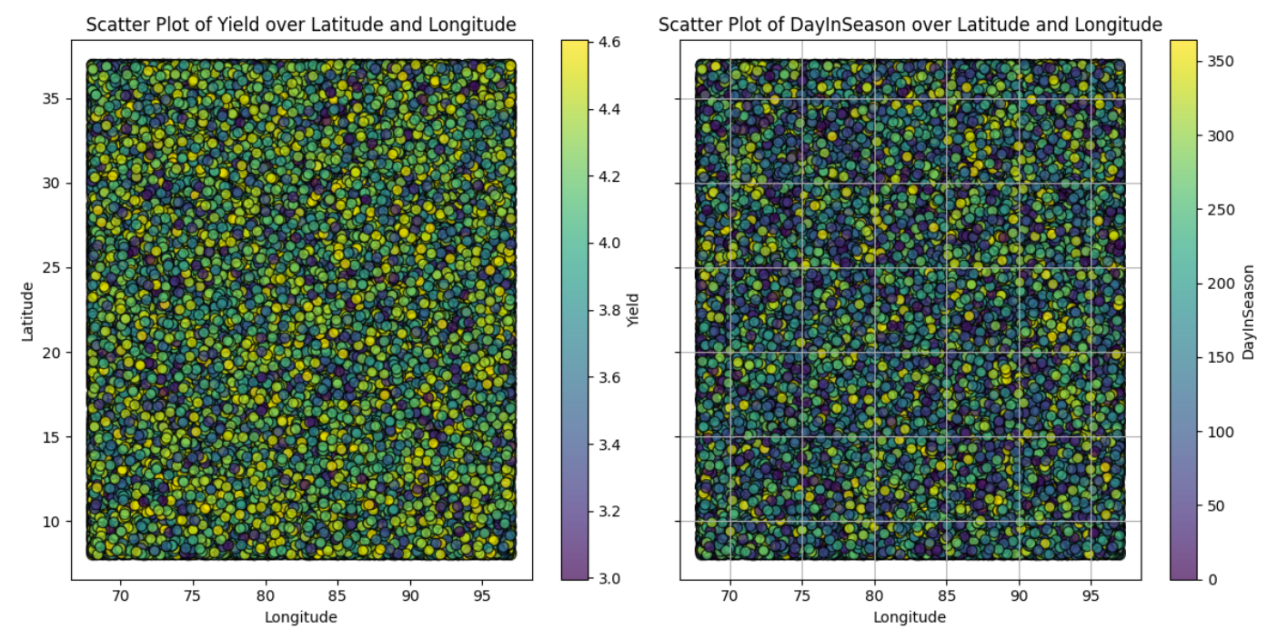 Scatter Plot of Yield over Latitude and Longitude
Latitude
35
30
25
20
15
10
70 75 80 85 90 95
Longitude
4.6
4.4
4.2
4.0
3.8
3.6
3.4
3.2
3.0
Yield
Scatter Plot of DayInSeason over Latitude and Longitude
70 75 80 85 90 95
Longitude
350
300
250
200
150
100
50
0
DayInSeason